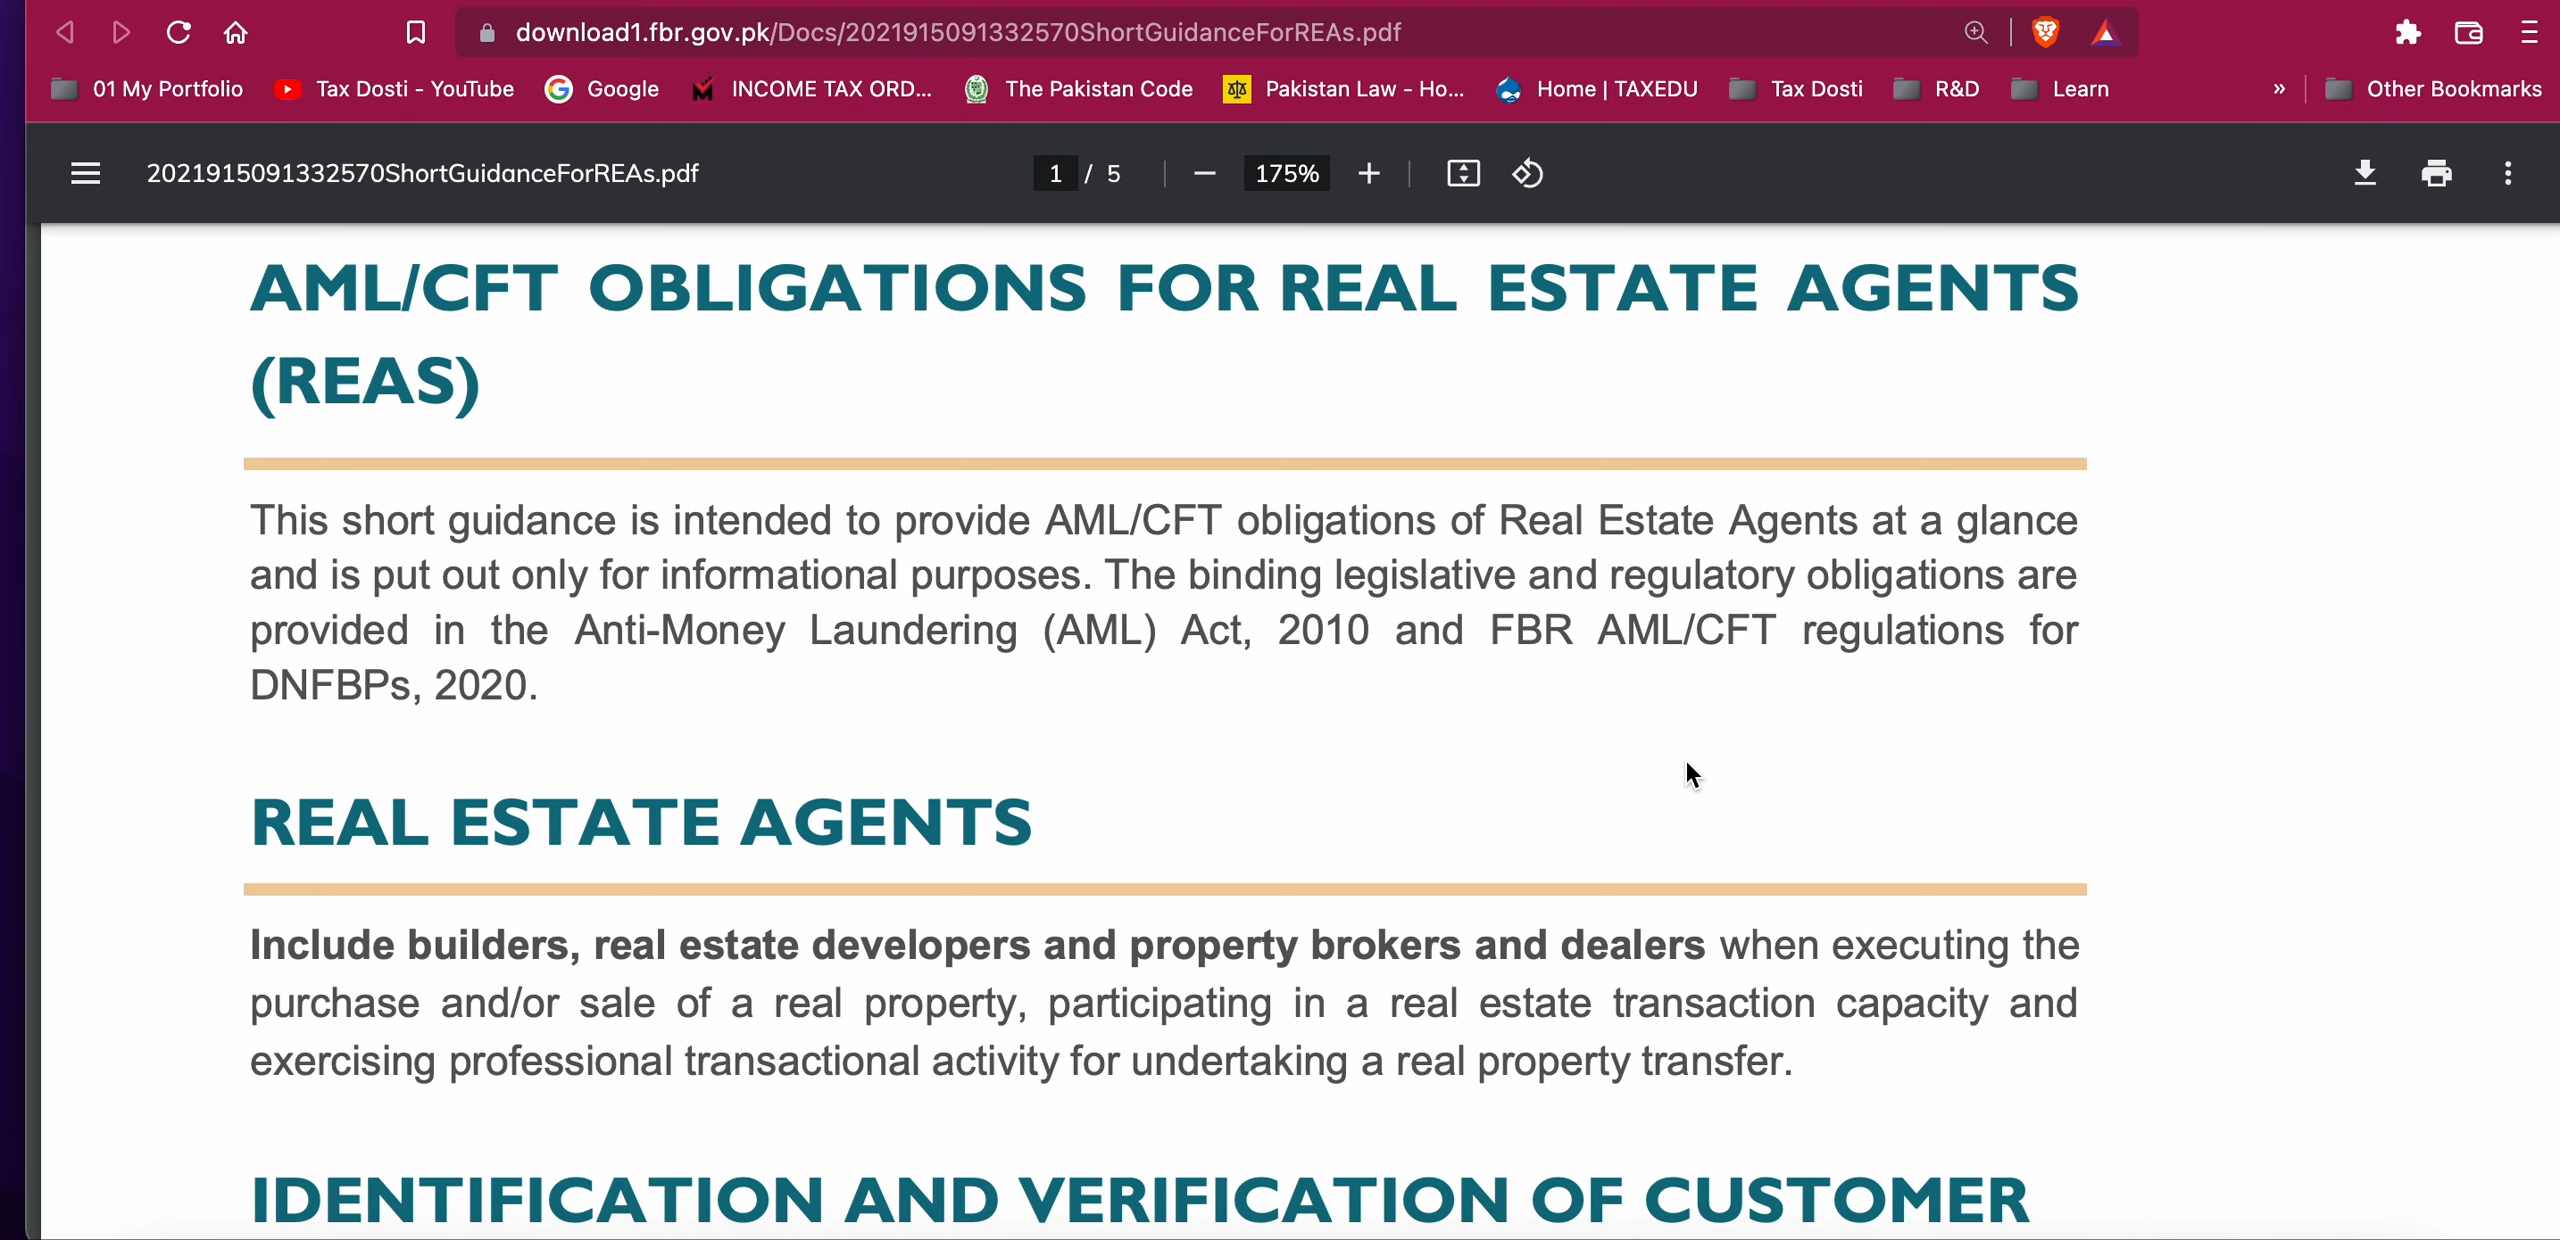 download1.fbr.gov.pk/Docs/2021915091332570ShortGuidanceForREAs.pdf
01 My Portfolio Tax Dosti - YouTube Google INCOME TAX ORD... The Pakistan Code Pakistan Law - Ho... Home | TAXEDU Tax Dosti R&D Learn » Other Bookmarks
2021915091332570ShortGuidanceForREAs.pdf 1 / 5 — 175% +
AML/CFT OBLIGATIONS FOR REAL ESTATE AGENTS
(REAS)
This short guidance is intended to provide AML/CFT obligations of Real Estate Agents at a glance
and is put out only for informational purposes. The binding legislative and regulatory obligations are
provided in the Anti-Money Laundering (AML) Act, 2010 and FBR AML/CFT regulations for
DNFBPs, 2020.
REAL ESTATE AGENTS
Include builders, real estate developers and property brokers and dealers when executing the
purchase and/or sale of a real property, participating in a real estate transaction capacity and
exercising professional transactional activity for undertaking a real property transfer.
IDENTIFICATION AND VERIFICATION OF CUSTOMER